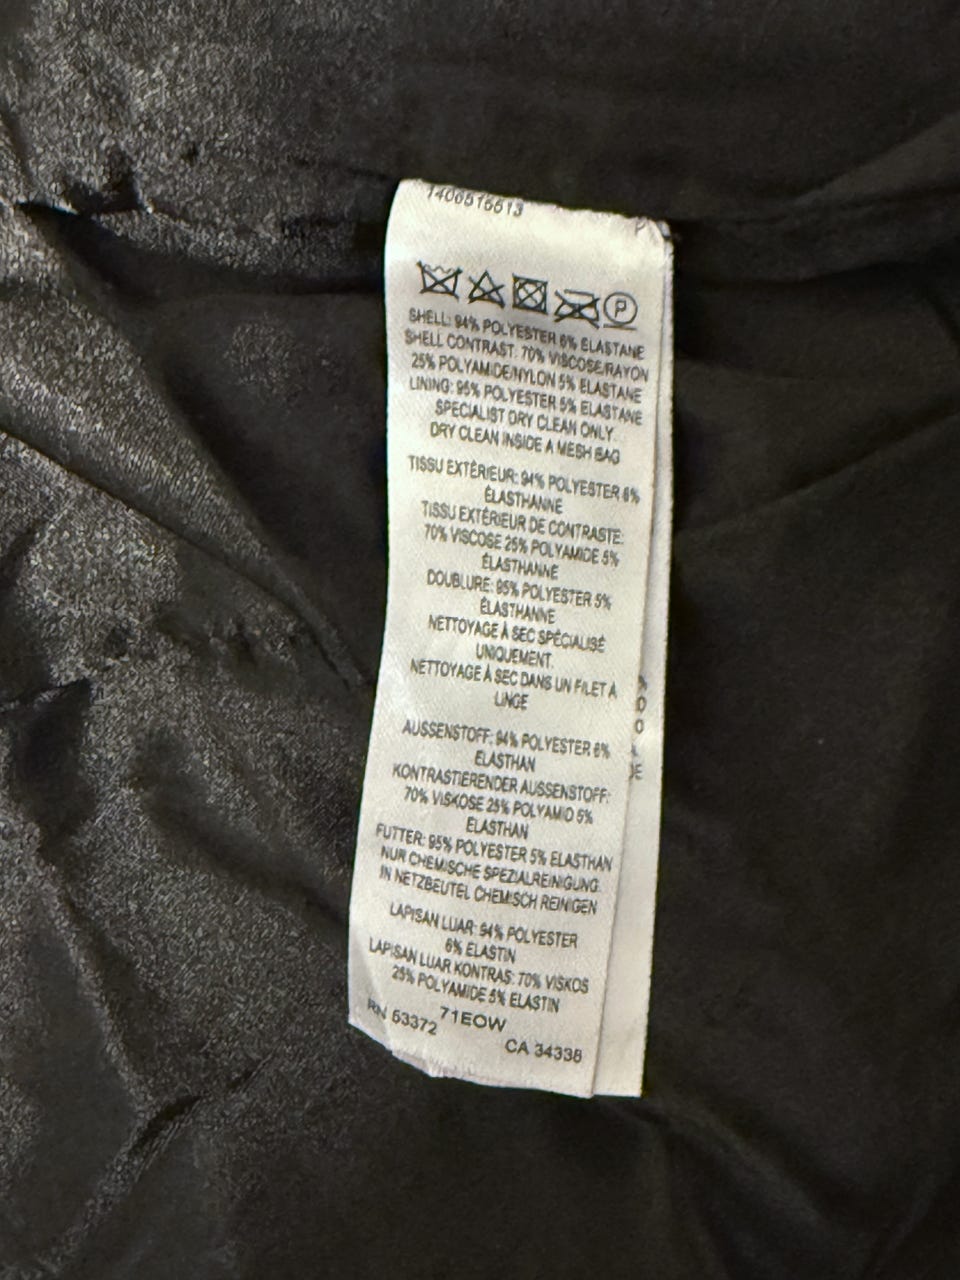 1400515513
P
SHELL: 94% POLYESTER 6% ELASTANE
SHELL CONTRAST: 70% VISCOSE/RAYON
25% POLYAMIDE/NYLON 5% ELASTANE
LINING: 95% POLYESTER 5% ELASTANE
SPECIALIST DRY CLEAN ONLY.
DRY CLEAN INSIDE A MESH BAG
TISSU EXTÉRIEUR: 94% POLYESTER 6%
ÉLASTHANNE
TISSU EXTÉRIEUR DE CONTRASTE:
70% VISCOSE 25% POLYAMIDE 5%
ÉLASTHANNE
DOUBLURE: 95% POLYESTER 5%
ÉLASTHANNE
NETTOYAGE À SEC SPÉCIALISÉ
UNIQUEMENT.
NETTOYAGE À SEC DANS UN FILET À
LINGE
AUSSENSTOFF: 94% POLYESTER 6%
ELASTHAN
KONTRASTIERENDER AUSSENSTOFF:
70% VISKOSE 25% POLYAMID 5%
ELASTHAN
FUTTER: 95% POLYESTER 5% ELASTHAN
NUR CHEMISCHE SPEZIALREINIGUNG.
IN NETZBEUTEL CHEMISCH REINIGEN
LAPISAN LUAR: 94% POLYESTER
6% ELASTIN
LAPISAN LUAR KONTRAS: 70% VISKOS
25% POLYAMIDE 5% ELASTIN
RN 53372
71EOW
CA 34338